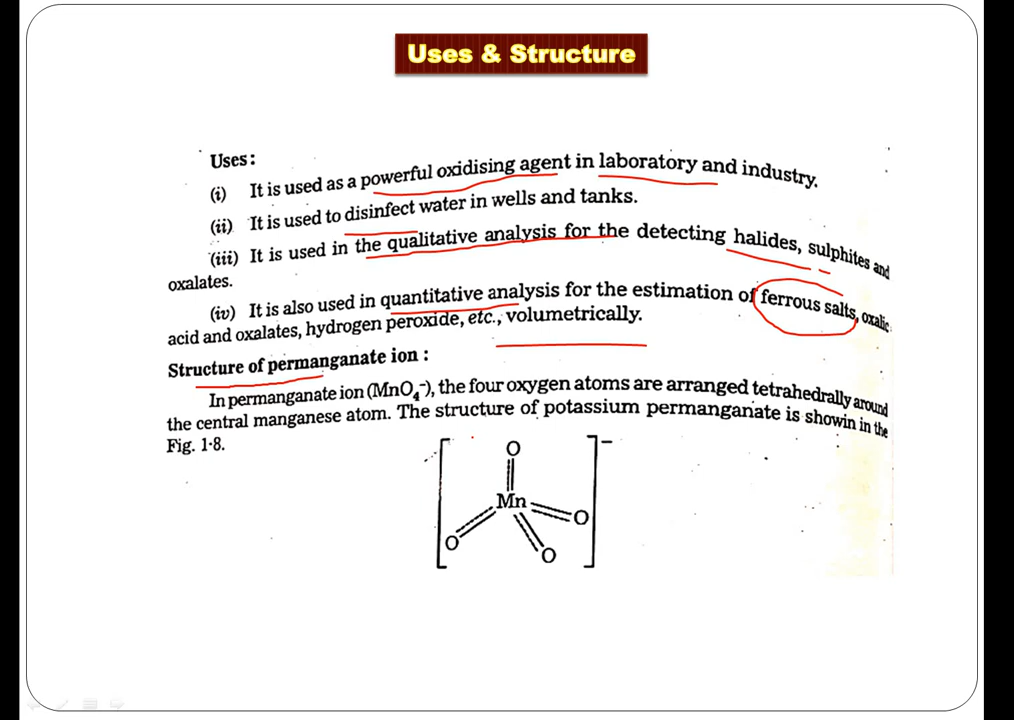 Uses & Structure
Uses :
(i) It is used as a powerful oxidising agent in laboratory and industry.
(ii) It is used to disinfect water in wells and tanks.
(iii) It is used in the qualitative analysis for the detecting halides, sulphites and
oxalates.
(iv) It is also used in quantitative analysis for the estimation of ferrous salts, oxalic
acid and oxalates, hydrogen peroxide, etc., volumetrically.
Structure of permanganate ion :
In permanganate ion (MnO₄⁻), the four oxygen atoms are arranged tetrahedrally around
the central manganese atom. The structure of potassium permanganate is showin in the
Fig. 1·8.
O
Mn
O
O
O